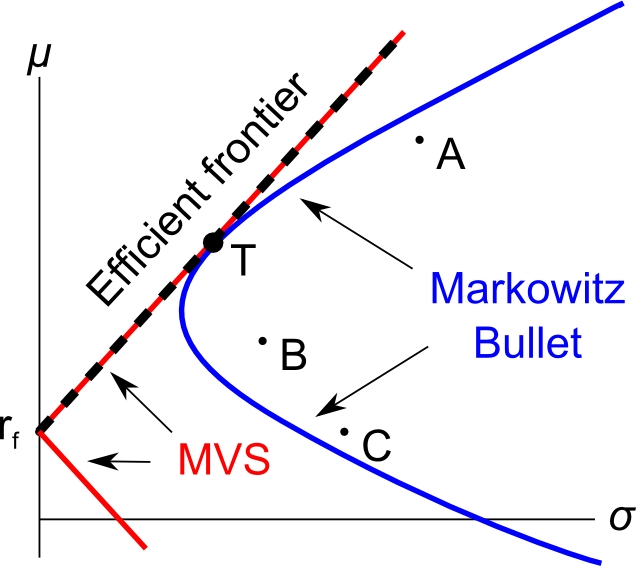 μ
Efficient frontier
A
T
Markowitz
Bullet
B
r_f
C
MVS
σ